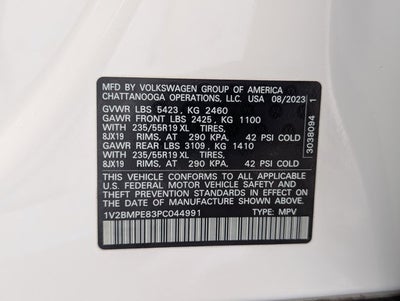 MFD BY VOLKSWAGEN GROUP OF AMERICA
CHATTANOOGA OPERATIONS, LLC. USA 08/2023
GVWR LBS 5423, KG 2460
GAWR FRONT LBS 2425, KG 1100
WITH 235/55R19 XL TIRES,
8JX19 RIMS, AT 290 KPA, 42 PSI COLD
GAWR REAR LBS 3109, KG 1410
WITH 235/55R19 XL TIRES,
8JX19 RIMS, AT 290 KPA, 42 PSI COLD
THIS VEHICLE CONFORMS TO ALL APPLICABLE
U.S. FEDERAL MOTOR VEHICLE SAFETY AND
THEFT PREVENTION STANDARDS IN EFFECT ON
THE DATE OF MANUFACTURE SHOWN ABOVE.
1V2BMPE83PC044991 TYPE: MPV
3038094 1